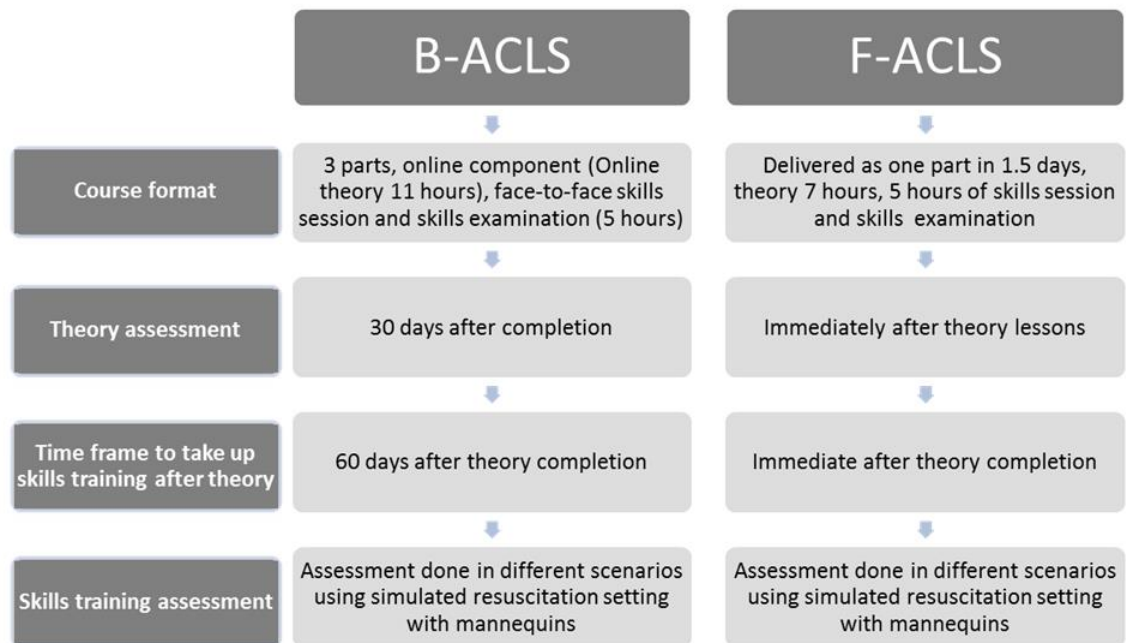 B-ACLS
F-ACLS
Course format
3 parts, online component (Online
theory 11 hours), face-to-face skills
session and skills examination (5 hours)
Delivered as one part in 1.5 days,
theory 7 hours, 5 hours of skills session
and skills examination
Theory assessment
30 days after completion
Immediately after theory lessons
Time frame to take up
skills training after theory
60 days after theory completion
Immediate after theory completion
Skills training assessment
Assessment done in different scenarios
using simulated resuscitation setting
with mannequins
Assessment done in different scenarios
using simulated resuscitation setting
with mannequins